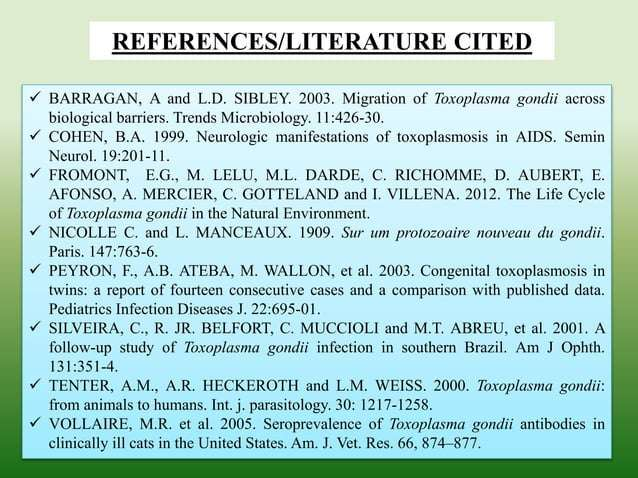 REFERENCES/LITERATURE CITED
✓ BARRAGAN, A and L.D. SIBLEY. 2003. Migration of Toxoplasma gondii across
biological barriers. Trends Microbiology. 11:426-30.
✓ COHEN, B.A. 1999. Neurologic manifestations of toxoplasmosis in AIDS. Semin
Neurol. 19:201-11.
✓ FROMONT, E.G., M. LELU, M.L. DARDE, C. RICHOMME, D. AUBERT, E.
AFONSO, A. MERCIER, C. GOTTELAND and I. VILLENA. 2012. The Life Cycle
of Toxoplasma gondii in the Natural Environment.
✓ NICOLLE C. and L. MANCEAUX. 1909. Sur um protozoaire nouveau du gondii.
Paris. 147:763-6.
✓ PEYRON, F., A.B. ATEBA, M. WALLON, et al. 2003. Congenital toxoplasmosis in
twins: a report of fourteen consecutive cases and a comparison with published data.
Pediatrics Infection Diseases J. 22:695-01.
✓ SILVEIRA, C., R. JR. BELFORT, C. MUCCIOLI and M.T. ABREU, et al. 2001. A
follow-up study of Toxoplasma gondii infection in southern Brazil. Am J Ophth.
131:351-4.
✓ TENTER, A.M., A.R. HECKEROTH and L.M. WEISS. 2000. Toxoplasma gondii:
from animals to humans. Int. j. parasitology. 30: 1217-1258.
✓ VOLLAIRE, M.R. et al. 2005. Seroprevalence of Toxoplasma gondii antibodies in
clinically ill cats in the United States. Am. J. Vet. Res. 66, 874–877.